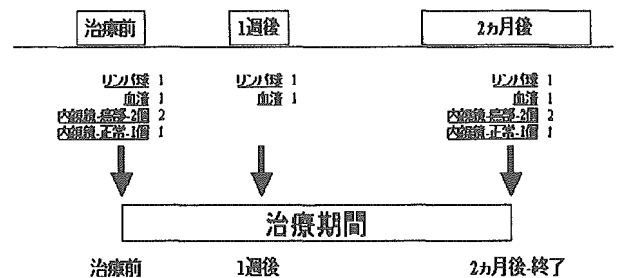 治療前 1週後 2ヵ月後
リンパ球 1 リンパ球 1 リンパ球 1
血清 1 血清 1 血清 1
内視鏡-癌部-2個 2 内視鏡-癌部-2個 2
内視鏡-正常-1個 1 内視鏡-正常-1個 1
治療期間
治療前 1週後 2ヵ月後-終了